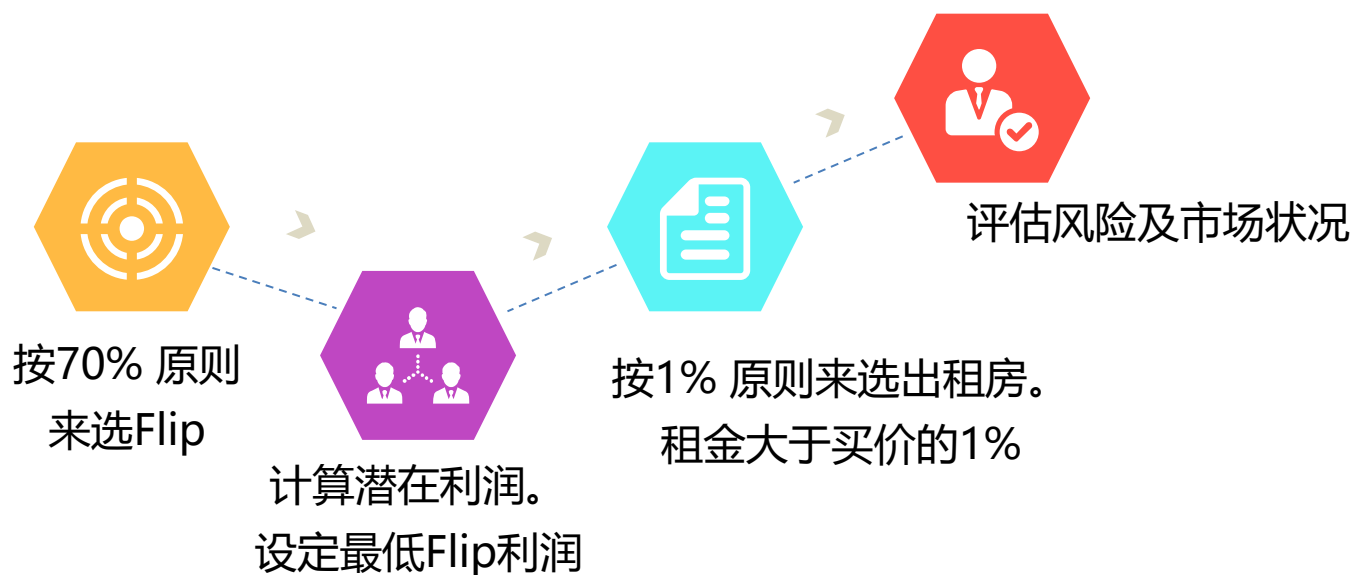 按70% 原则
来选Flip
计算潜在利润。
设定最低Flip利润
按1% 原则来选出租房。
租金大于买价的1%
评估风险及市场状况